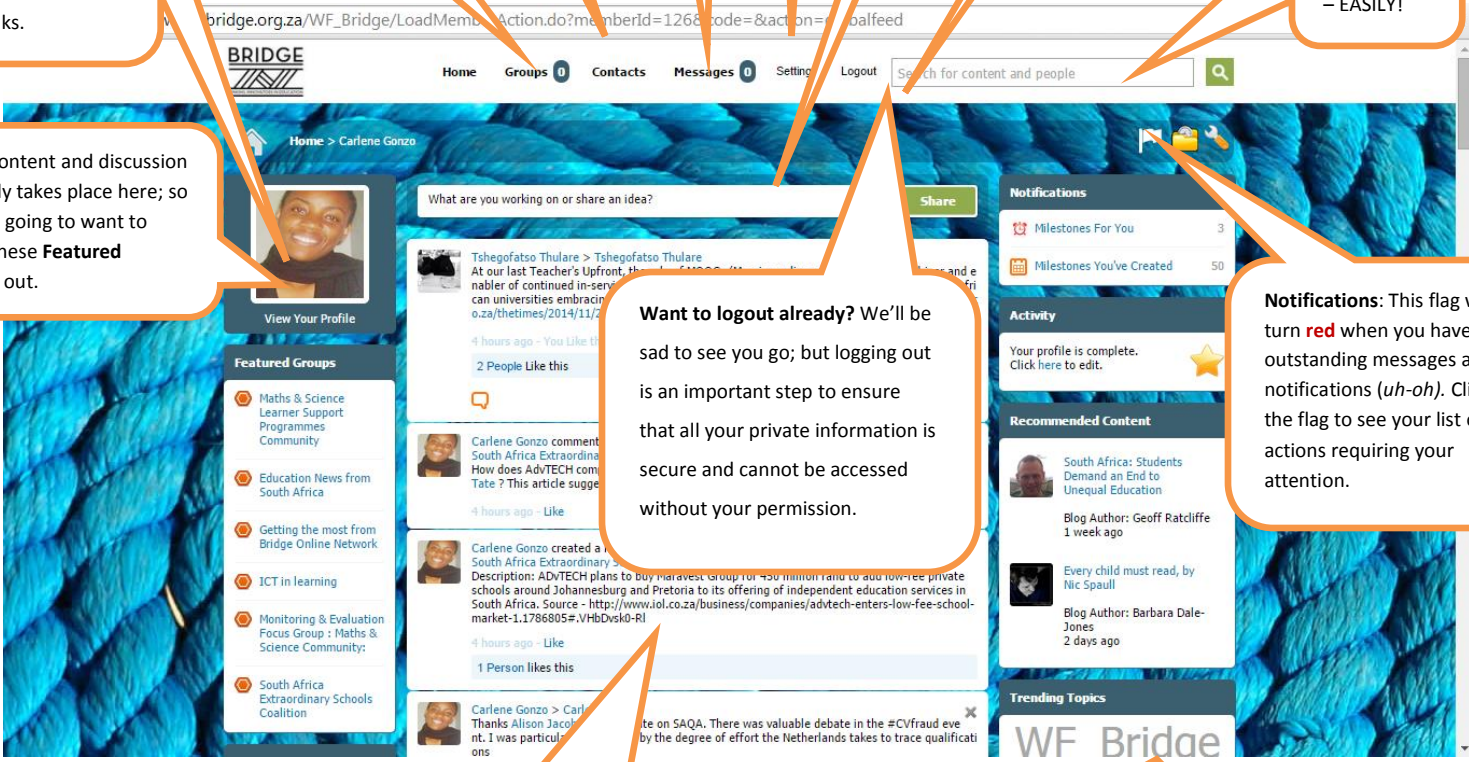 ks.
– EASILY!
bridge.org.za/WF_Bridge/LoadMemb Action.do?memberId=126 code=&action= balfeed
BRIDGE
Home Groups 0 Contacts Messages 0 Setting Logout Search for content and people
Home > Carlene Gonzo
ontent and discussion
ly takes place here; so
going to want to
hese Featured
out.
View Your Profile
Featured Groups
Maths & Science
Learner Support
Programmes
Community
Education News from
South Africa
Getting the most from
Bridge Online Network
ICT in learning
Monitoring & Evaluation
Focus Group : Maths &
Science Community:
South Africa
Extraordinary Schools
Coalition
What are you working on or share an idea?
Share
Tshegofatso Thulare > Tshegofatso Thulare
At our last Teacher's Upfront, and e
nabler of continued in-serv fri
can universities embracin
o.za/thetimes/2014/11/2
4 hours ago - You Like th
2 People Like this
Carlene Gonzo comment
South Africa Extraordina
How does AdvTECH com
Tate ? This article sugge
4 hours ago - Like
Carlene Gonzo created a
South Africa Extraordinary S
Description: ADvTECH plans to buy Maravest Group for 450 million rand to add low-fee private
schools around Johannesburg and Pretoria to its offering of independent education services in
South Africa. Source - http://www.iol.co.za/business/companies/advtech-enters-low-fee-school-
market-1.1786805#.VHbDvsk0-Rl
4 hours ago - Like
1 Person likes this
Carlene Gonzo > Carl
Thanks Alison Jacob te on SAQA. There was valuable debate in the #CVfraud eve
nt. I was particula by the degree of effort the Netherlands takes to trace qualificati
ons
Want to logout already? We’ll be
sad to see you go; but logging out
is an important step to ensure
that all your private information is
secure and cannot be accessed
without your permission.
Notifications
Milestones For You 3
Milestones You've Created 50
Activity
Your profile is complete.
Click here to edit.
Recommended Content
South Africa: Students
Demand an End to
Unequal Education
Blog Author: Geoff Ratcliffe
1 week ago
Every child must read, by
Nic Spaull
Blog Author: Barbara Dale-
Jones
2 days ago
Trending Topics
WF Bridge
Notifications: This flag w
turn red when you have
outstanding messages a
notifications (uh-oh). Cli
the flag to see your list o
actions requiring your
attention.